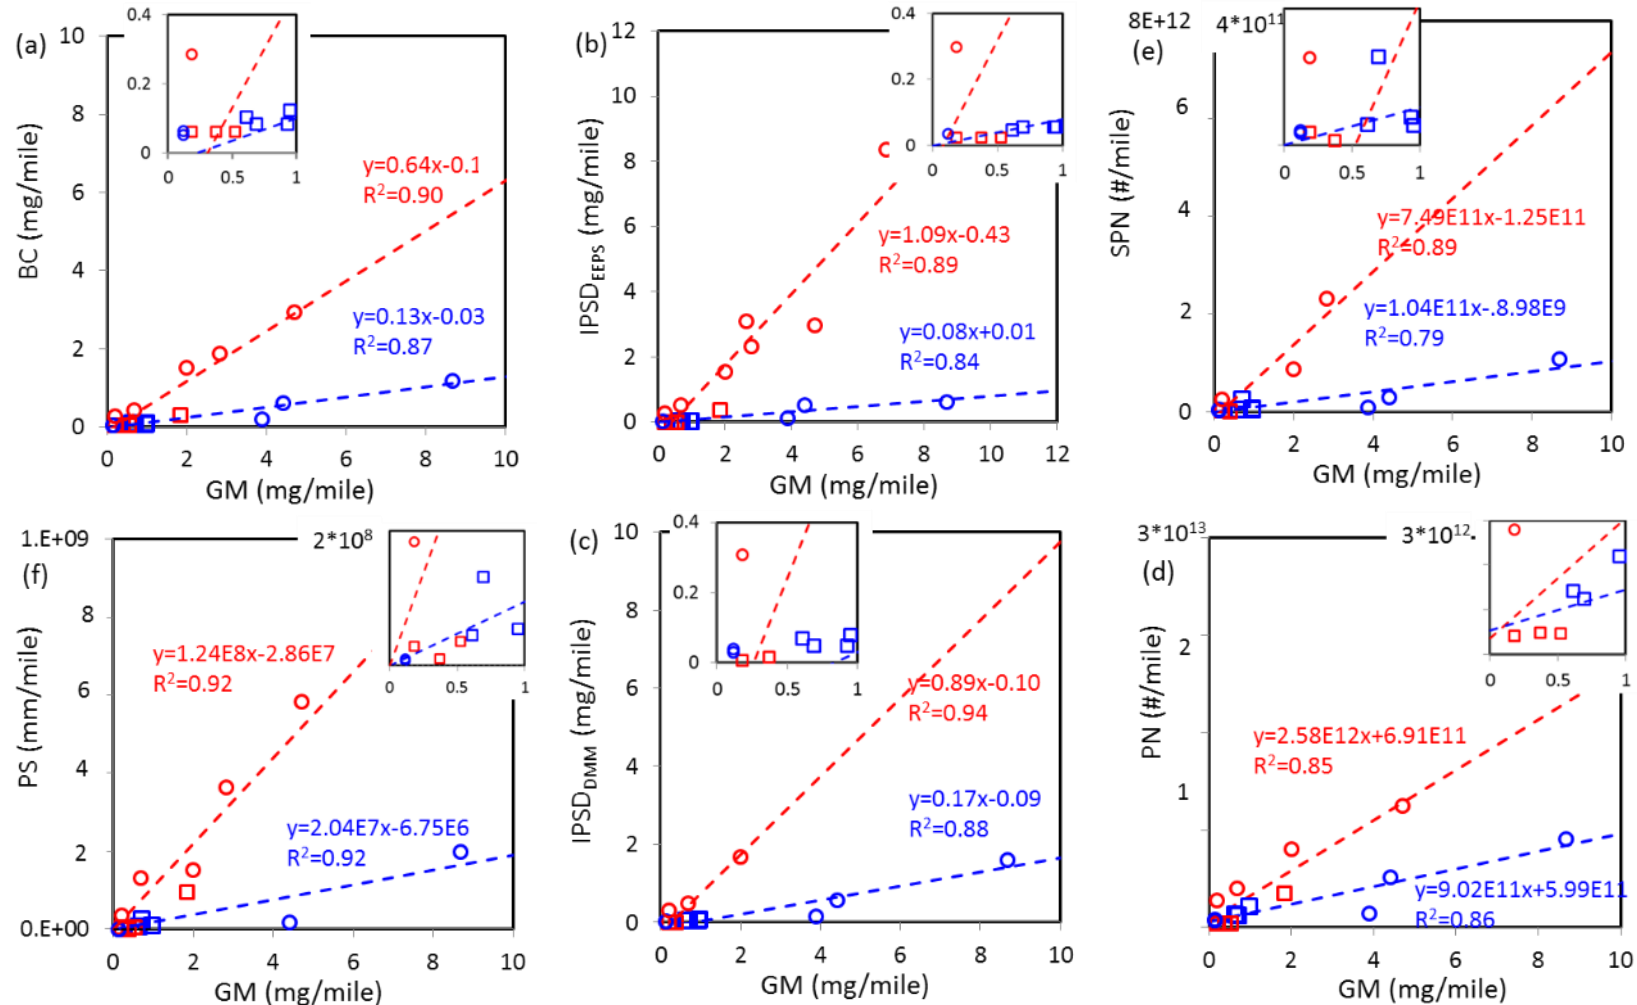 (a)
10
8
6
4
2
0
BC (mg/mile)
0.4
0.2
0
0 0.5 1
y=0.64x-0.1
R²=0.90
y=0.13x-0.03
R²=0.87
0 2 4 6 8 10
GM (mg/mile)
(b)
12
10
8
6
4
2
0
IPSD_EEPS (mg/mile)
0.4
0.2
0
0 0.5 1
y=1.09x-0.43
R²=0.89
y=0.08x+0.01
R²=0.84
0 2 4 6 8 10 12
GM (mg/mile)
(e)
8E+12
6
4
2
0
SPN (#/mile)
4*10¹¹
0
0 0.5 1
y=7.49E11x-1.25E11
R²=0.89
y=1.04E11x-.8.98E9
R²=0.79
0 2 4 6 8 10
GM (mg/mile)
(f)
1.E+09
8
6
4
2
0.E+00
PS (mm/mile)
2*10⁸
0 0.5 1
y=1.24E8x-2.86E7
R²=0.92
y=2.04E7x-6.75E6
R²=0.92
0 2 4 6 8 10
GM (mg/mile)
(c)
10
8
6
4
2
0
IPSD_DMM (mg/mile)
0.4
0.2
0
0 0.5 1
y=0.89x-0.10
R²=0.94
y=0.17x-0.09
R²=0.88
0 2 4 6 8 10
GM (mg/mile)
(d)
3*10¹³
2
1
PN (#/mile)
3*10¹²
0 0.5 1
y=2.58E12x+6.91E11
R²=0.85
y=9.02E11x+5.99E11
R²=0.86
0 2 4 6 8 10
GM (mg/mile)